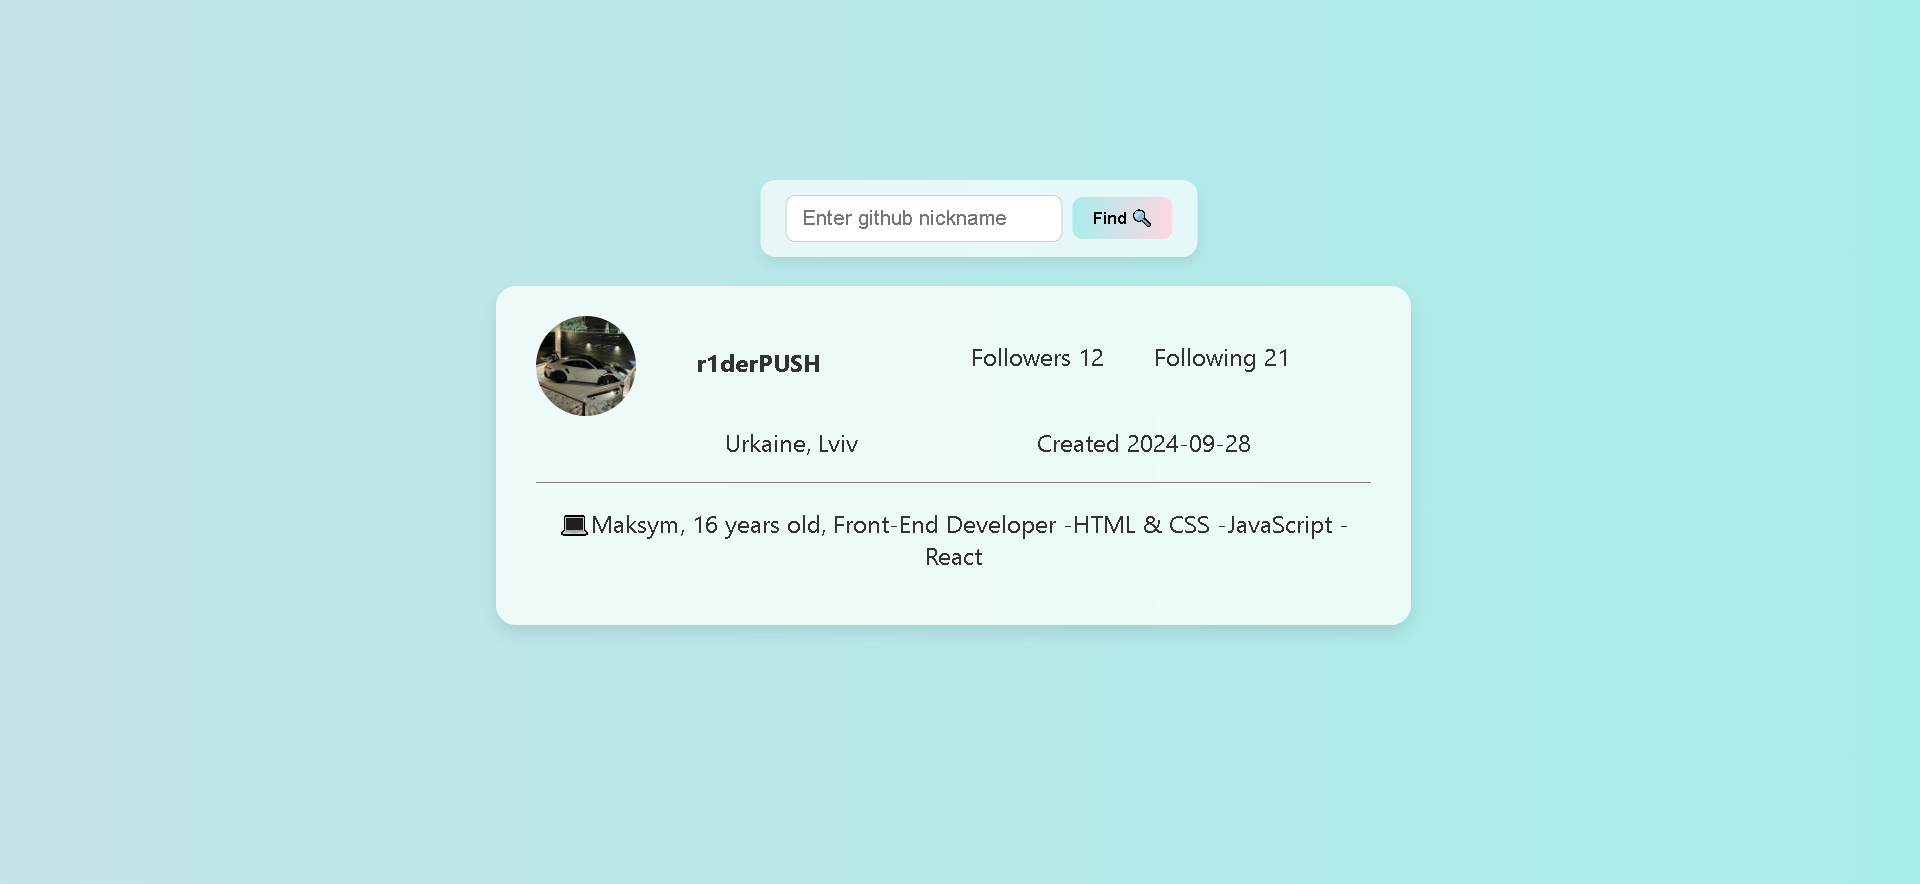 Enter github nickname
Find 🔍
r1derPUSH
Followers 12
Following 21
Urkaine, Lviv
Created 2024-09-28
💻Maksym, 16 years old, Front-End Developer -HTML & CSS -JavaScript -
React